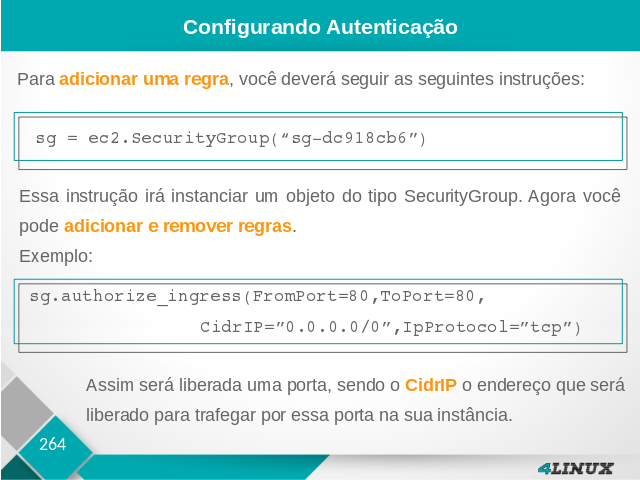 Configurando Autenticação
Para adicionar uma regra, você deverá seguir as seguintes instruções:
sg = ec2.SecurityGroup(“sg-dc918cb6”)
Essa instrução irá instanciar um objeto do tipo SecurityGroup. Agora você
pode adicionar e remover regras.
Exemplo:
sg.authorize_ingress(FromPort=80,ToPort=80,
CidrIP=”0.0.0.0/0”,IpProtocol=”tcp”)
Assim será liberada uma porta, sendo o CidrIP o endereço que será
liberado para trafegar por essa porta na sua instância.
264
4LINUX